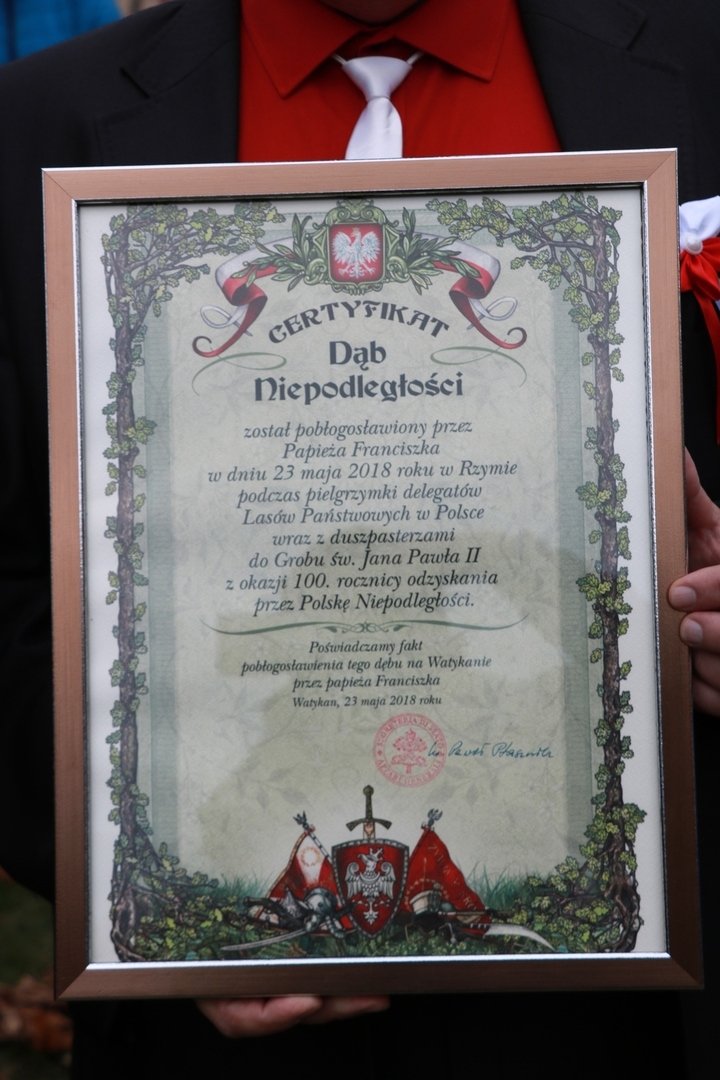 CERTYFIKAT
Dąb
Niepodległości
został pobłogosławiony przez
Papieża Franciszka
w dniu 23 maja 2018 roku w Rzymie
podczas pielgrzymki delegatów
Lasów Państwowych w Polsce
wraz z duszpasterzami
do Grobu św. Jana Pawła II
z okazji 100. rocznicy odzyskania
przez Polskę Niepodległości.
Poświadczamy fakt
pobłogosławienia tego dębu na Watykanie
przez papieża Franciszka
Watykan, 23 maja 2018 roku